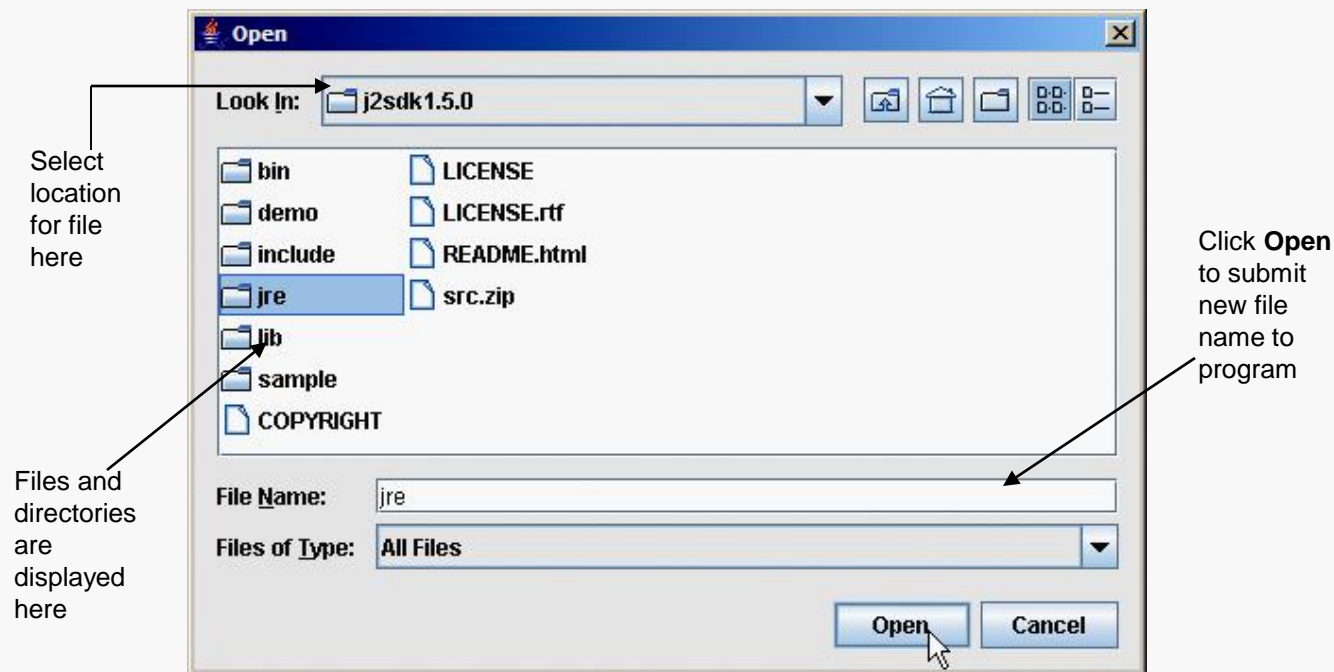 Open
Look In: j2sdk1.5.0
Select
location
for file
here
bin
demo
include
jre
lib
sample
COPYRIGHT
LICENSE
LICENSE.rtf
README.html
src.zip
Click Open
to submit
new file
name to
program
Files and
directories
are
displayed
here
File Name: jre
Files of Type: All Files
Open Cancel